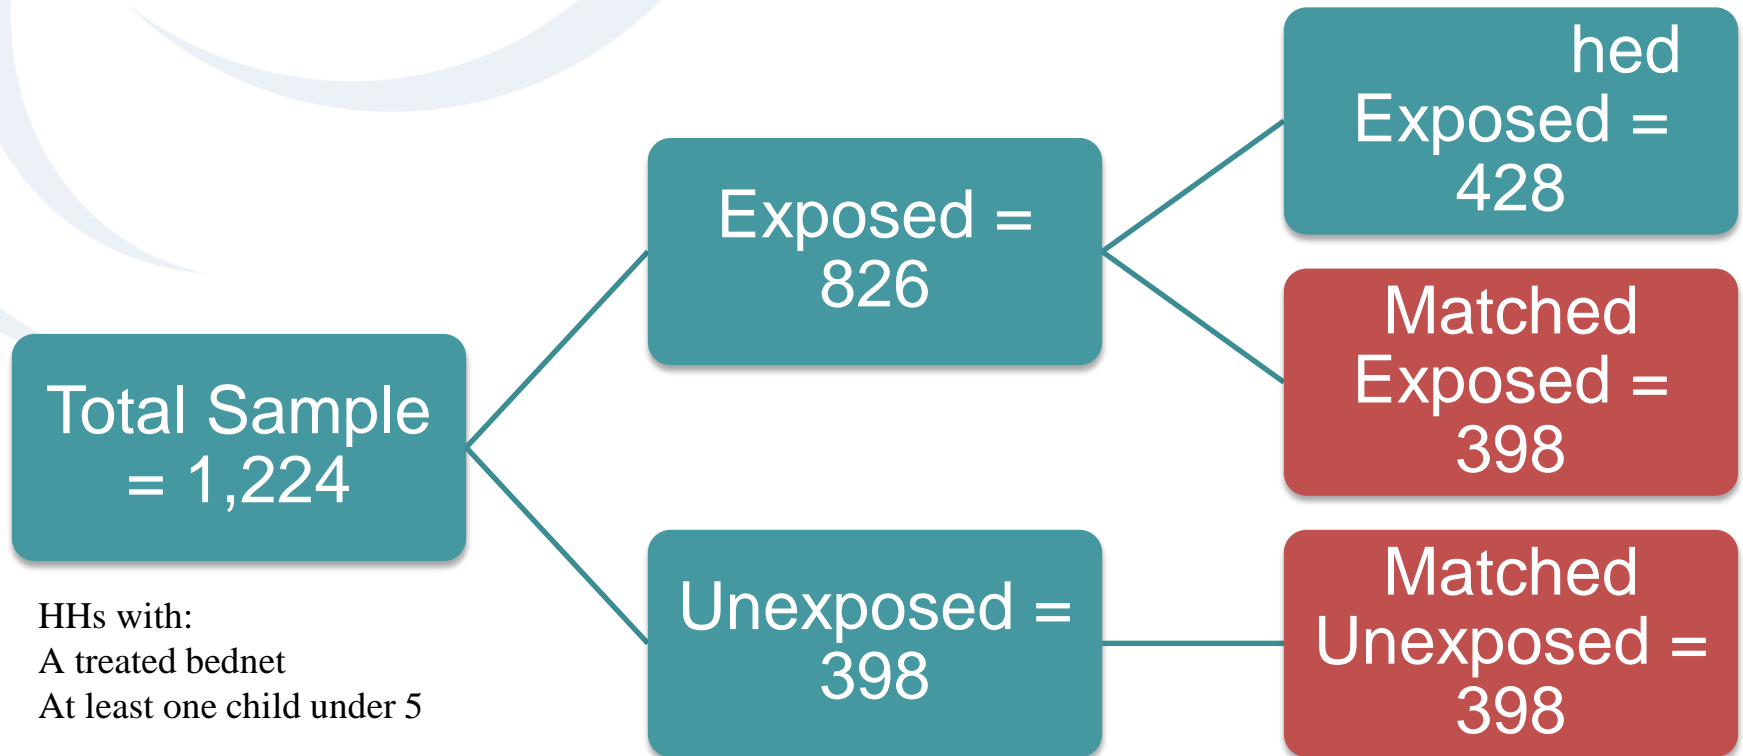 hed
Exposed =
428
Exposed =
826
Matched
Exposed =
398
Total Sample
= 1,224
Unexposed =
398
Matched
Unexposed =
398
HHs with:
A treated bednet
At least one child under 5